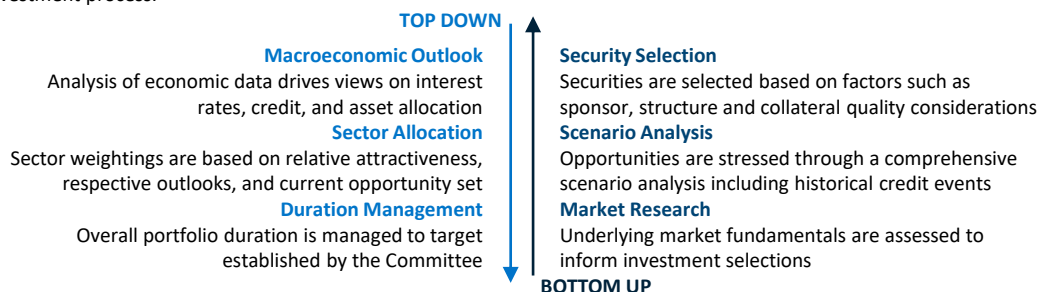 vestment process.
TOP DOWN
Macroeconomic Outlook
Analysis of economic data drives views on interest
rates, credit, and asset allocation
Sector Allocation
Sector weightings are based on relative attractiveness,
respective outlooks, and current opportunity set
Duration Management
Overall portfolio duration is managed to target
established by the Committee
Security Selection
Securities are selected based on factors such as
sponsor, structure and collateral quality considerations
Scenario Analysis
Opportunities are stressed through a comprehensive
scenario analysis including historical credit events
Market Research
Underlying market fundamentals are assessed to
inform investment selections
BOTTOM UP